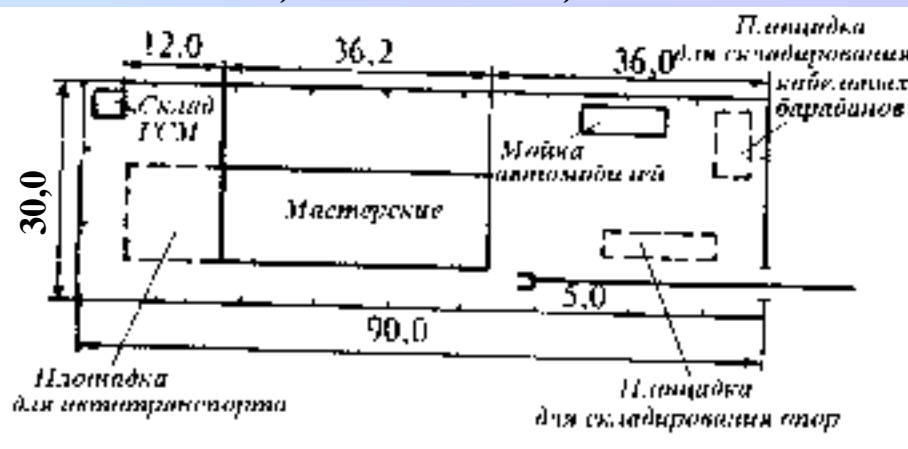 Площадка
для складирования
кабельных
барабанов
12.0
36,2
36,0
Склад
ГСМ
Мойка
автомобилей
30,0
Мастерские
5,0
90,0
Площадка
для автотранспорта
Площадка
для складирования опор